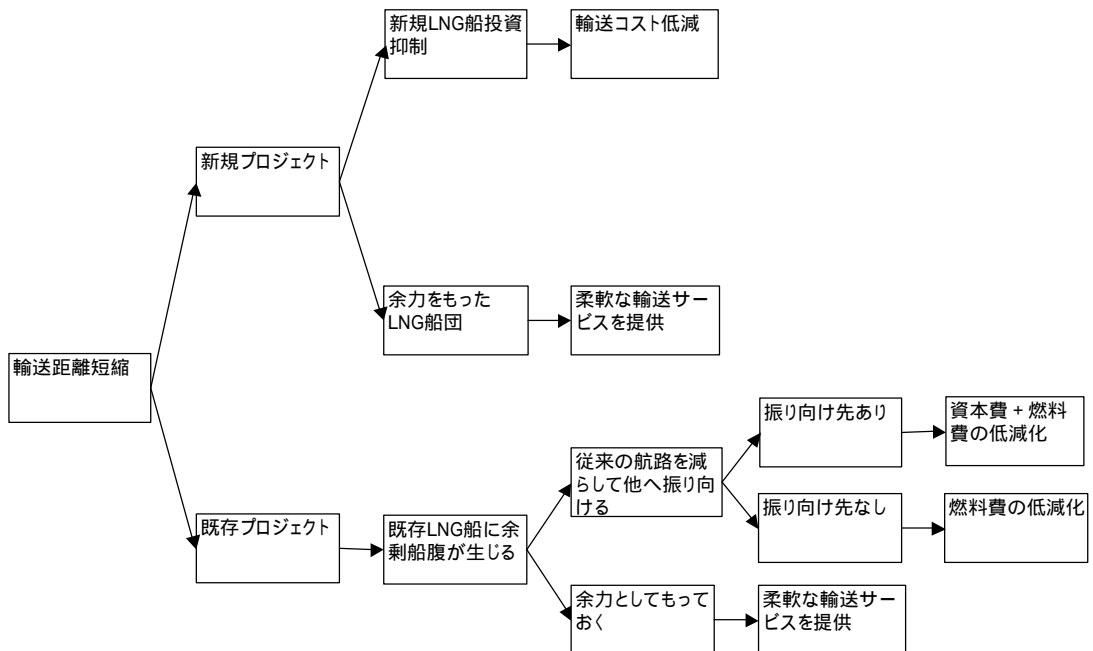 新規LNG船投資
抑制
輸送コスト低減
新規プロジェクト
余力をもった
LNG船団
柔軟な輸送サー
ビスを提供
輸送距離短縮
振り向け先あり
資本費+燃料
費の低減化
従来の航路を減
らして他へ振り向
ける
振り向け先なし
燃料費の低減化
既存プロジェクト
既存LNG船に余
剰船腹が生じる
余力としてもって
おく
柔軟な輸送サー
ビスを提供